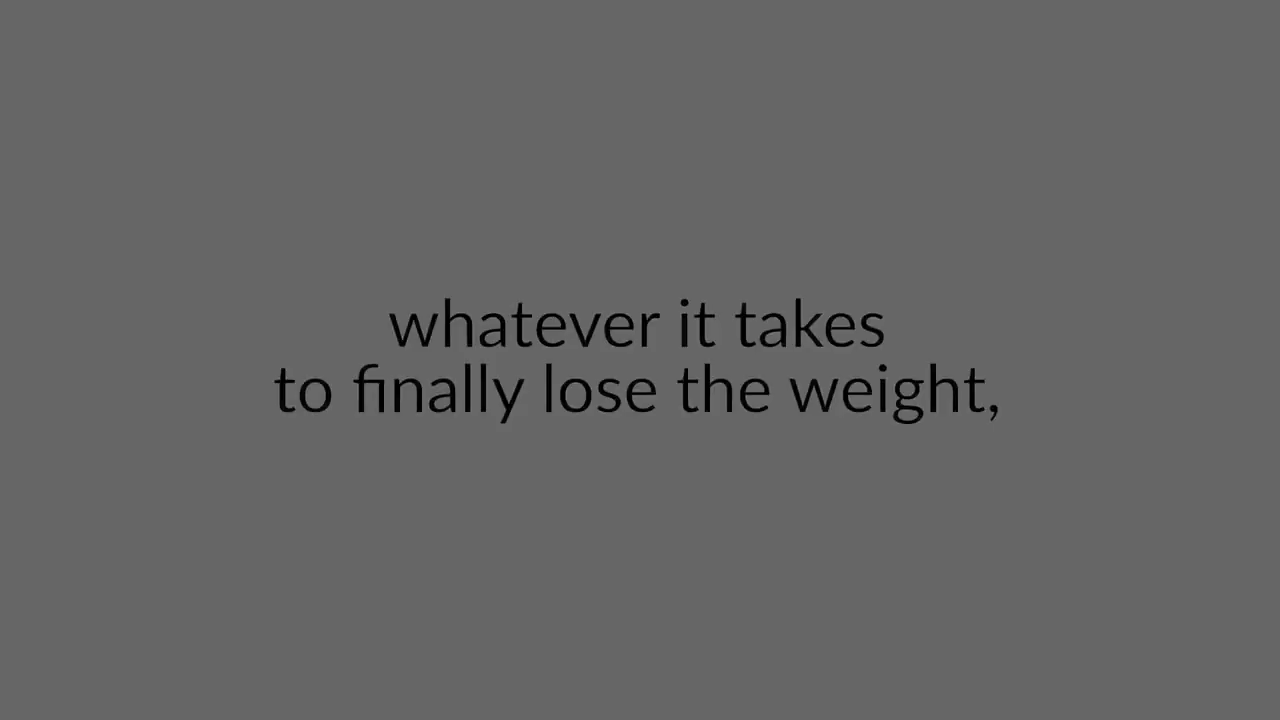 whatever it takes
to finally lose the weight,